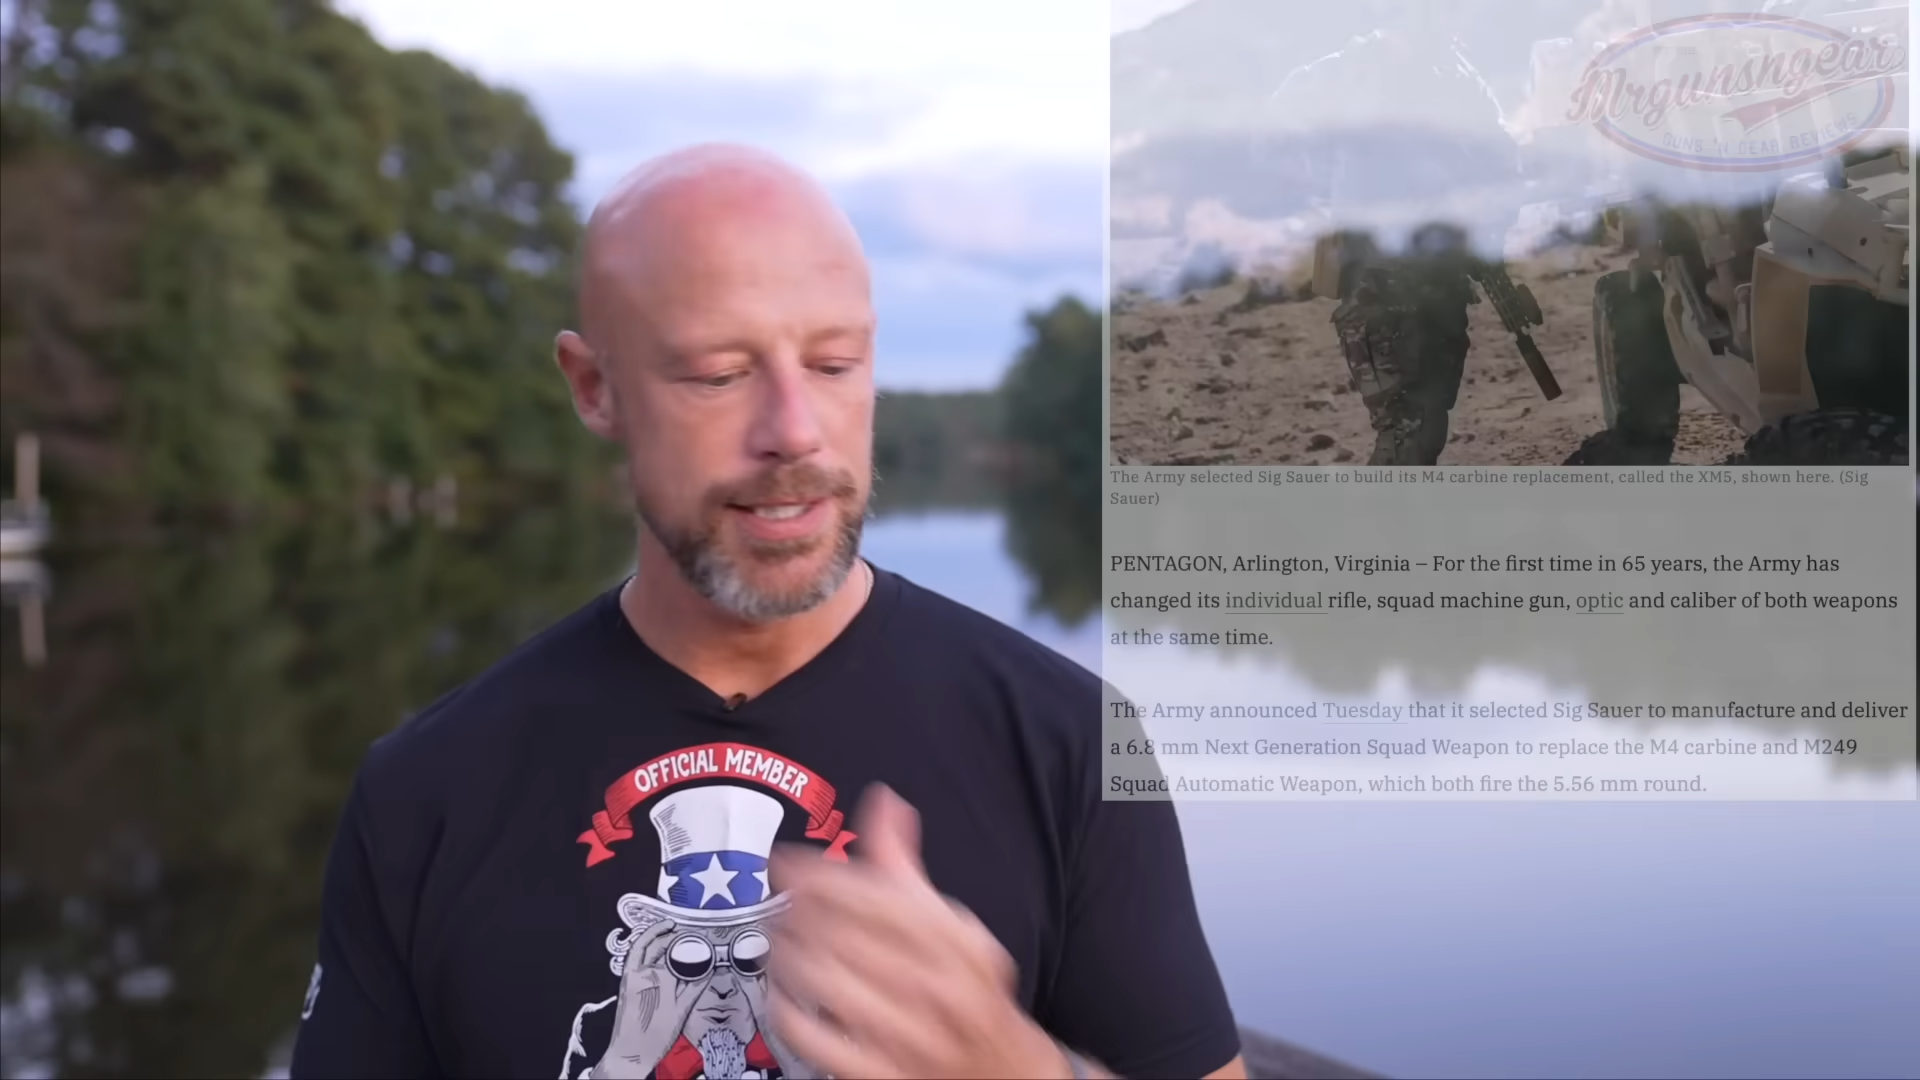 Mrgunsngear
GUNS 'N GEAR REVIEWS
The Army selected Sig Sauer to build its M4 carbine replacement, called the XM5, shown here. (Sig
Sauer)
PENTAGON, Arlington, Virginia – For the first time in 65 years, the Army has
changed its individual rifle, squad machine gun, optic and caliber of both weapons
at the same time.
The Army announced Tuesday that it selected Sig Sauer to manufacture and deliver
a 6.8 mm Next Generation Squad Weapon to replace the M4 carbine and M249
Squad Automatic Weapon, which both fire the 5.56 mm round.
OFFICIAL MEMBER